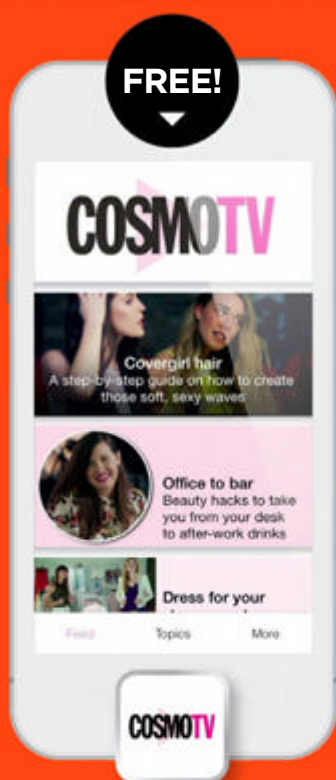 FREE!
COSMOTV
Covergirl hair
A step-by-step guide on how to create
those soft, sexy waves
Office to bar
Beauty hacks to take
you from your desk
to after-work drinks
Dress for your
Feed
Topics
More
COSMOTV